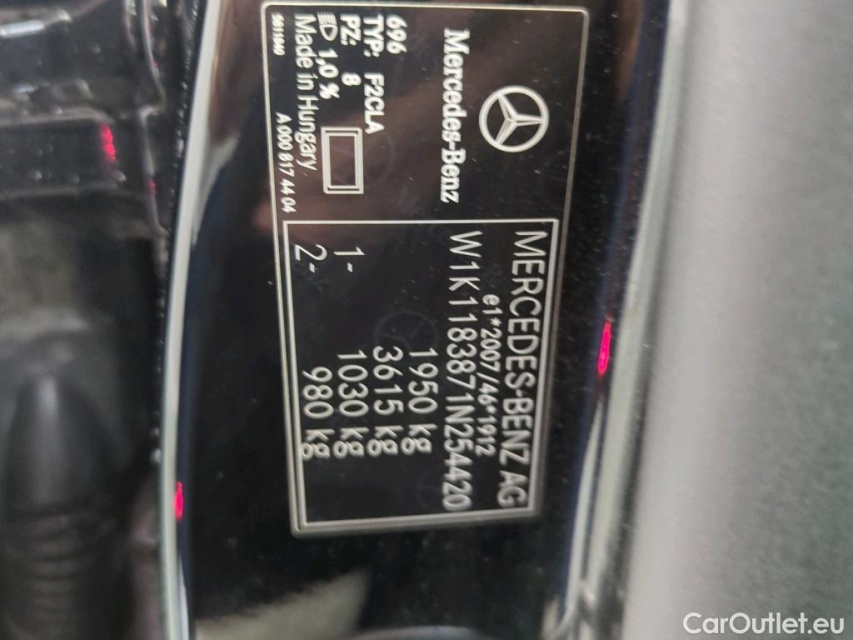 Mercedes-Benz
696
TYP: F2CLA
PZ: 8
1,0 %
Made in Hungary
5811840
A 000 817 44 04
MERCEDES-BENZ AG
e1*2007/46*1912
W1K1183871N254420
1950 kg
3615 kg
1- 1030 kg
2- 980 kg
CarOutlet.eu